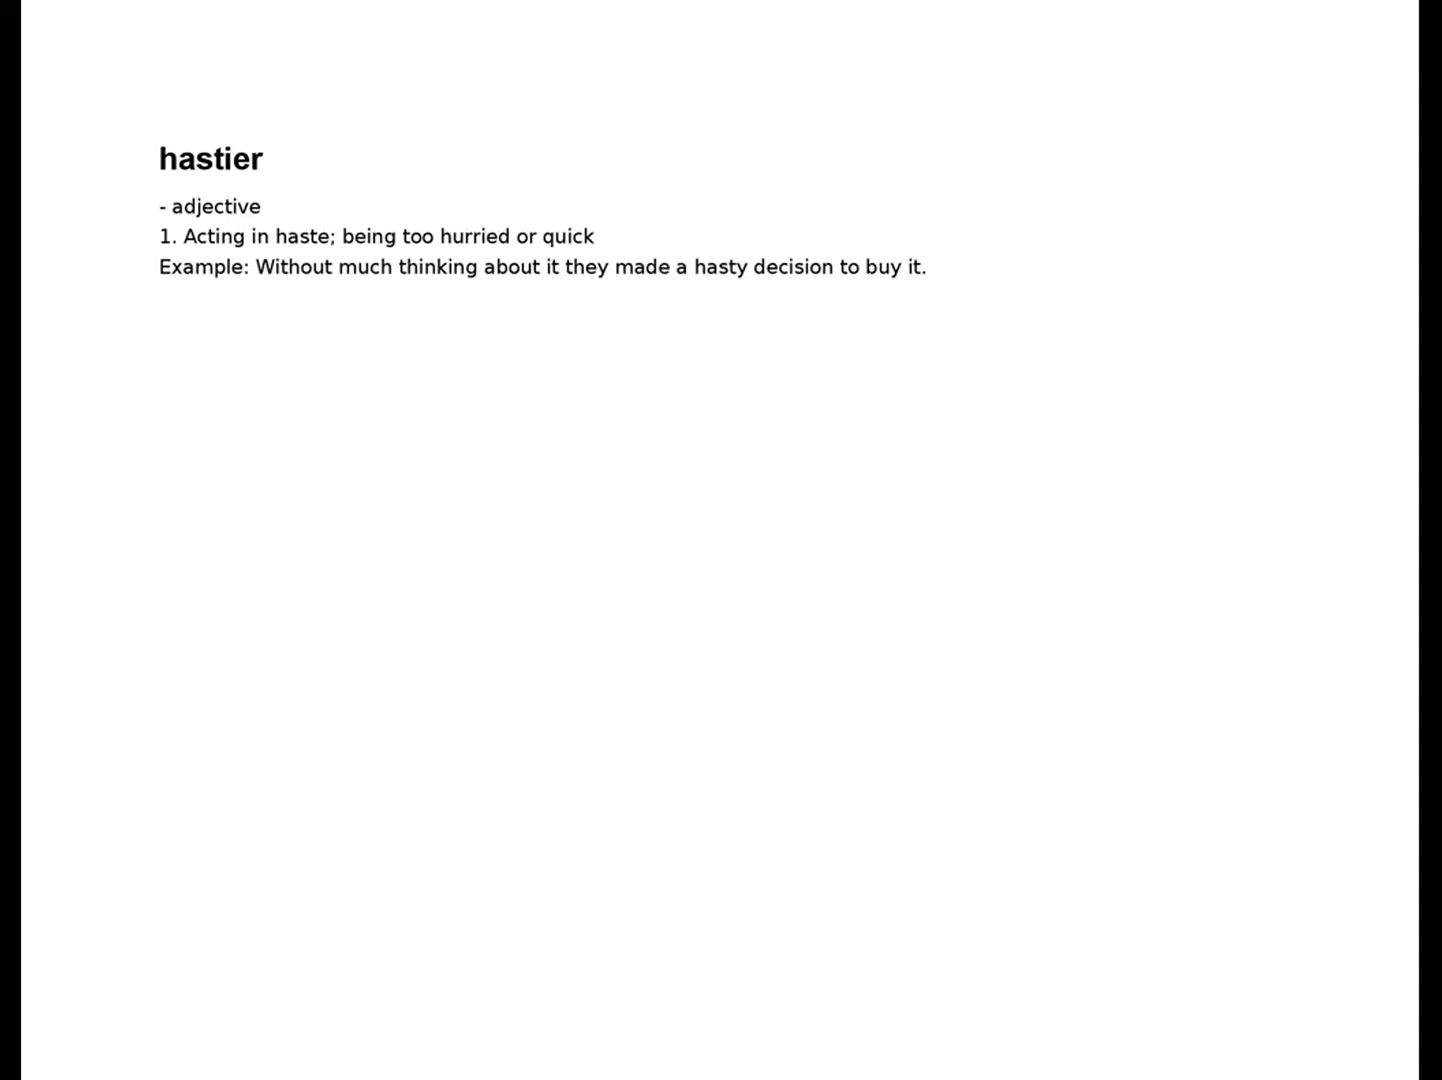 hastier
- adjective
1. Acting in haste; being too hurried or quick
Example: Without much thinking about it they made a hasty decision to buy it.